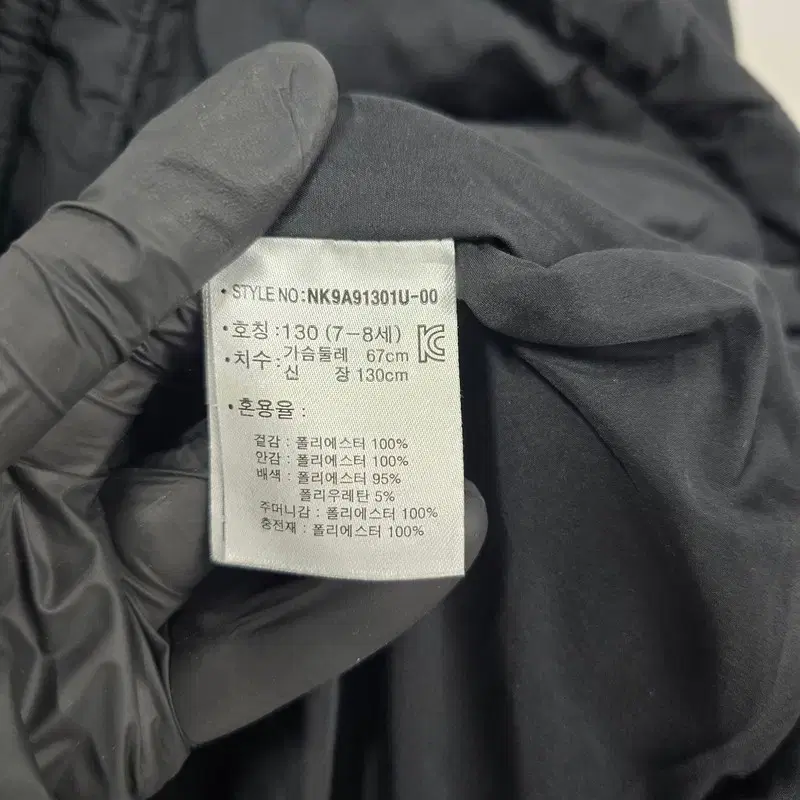 • STYLE NO : NK9A91301U-00
• 호칭 : 130 (7-8세)
• 치수 : 가슴둘레 67cm
신 장 130cm
• 혼용율 :
겉감 : 폴리에스터 100%
안감 : 폴리에스터 100%
배색 : 폴리에스터 95%
폴리우레탄 5%
주머니감 : 폴리에스터 100%
충전재 : 폴리에스터 100%